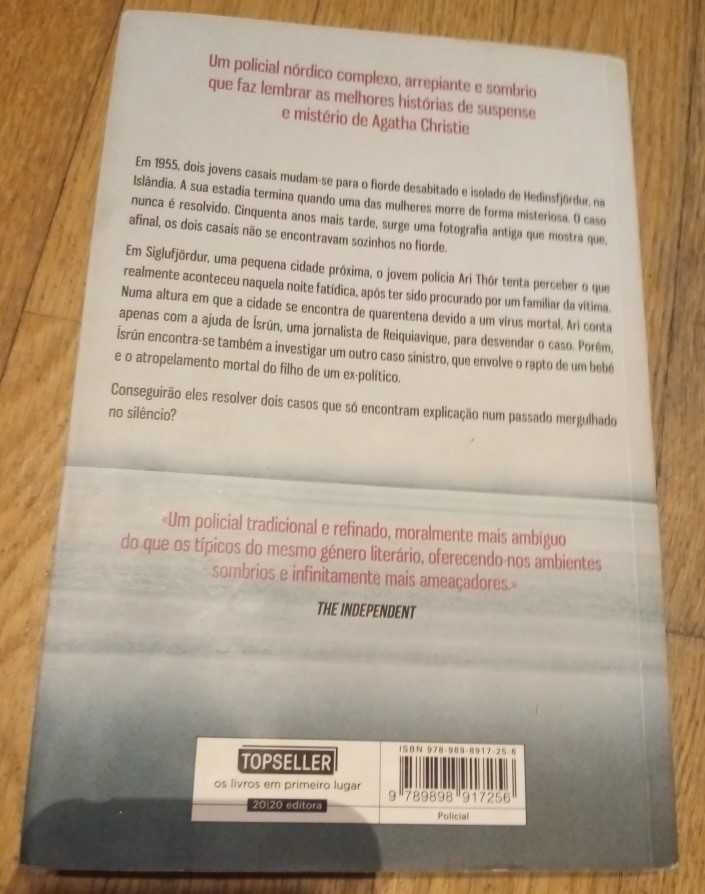 Um policial nórdico complexo, arrepiante e sombrio
que faz lembrar as melhores histórias de suspense
e mistério de Agatha Christie
Em 1955, dois jovens casais mudam-se para o fiorde desabitado e isolado de Hedinsfjördur, na
Islândia. A sua estadia termina quando uma das mulheres morre de forma misteriosa. O caso
nunca é resolvido. Cinquenta anos mais tarde, surge uma fotografia antiga que mostra que,
afinal, os dois casais não se encontravam sozinhos no fiorde.
Em Siglufjördur, uma pequena cidade próxima, o jovem polícia Ari Thór tenta perceber o que
realmente aconteceu naquela noite fatídica, após ter sido procurado por um familiar da vítima.
Numa altura em que a cidade se encontra de quarentena devido a um vírus mortal, Ari conta
apenas com a ajuda de Ísrún, uma jornalista de Reiquiavique, para desvendar o caso. Porém,
Ísrún encontra-se também a investigar um outro caso sinistro, que envolve o rapto de um bebé
e o atropelamento mortal do filho de um ex-político.
Conseguirão eles resolver dois casos que só encontram explicação num passado mergulhado
no silêncio?
«Um policial tradicional e refinado, moralmente mais ambíguo
do que os típicos do mesmo género literário, oferecendo-nos ambientes
sombrios e infinitamente mais ameaçadores.»
THE INDEPENDENT
TOPSELLER
os livros em primeiro lugar
20|20 editora
ISBN 978-989-8917-25-6
9 789898 917256
Policial